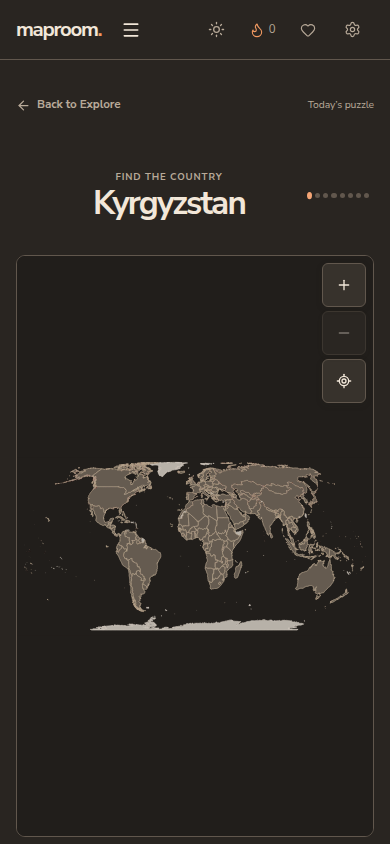 maproom.
0
Back to Explore
Today's puzzle
FIND THE COUNTRY
Kyrgyzstan